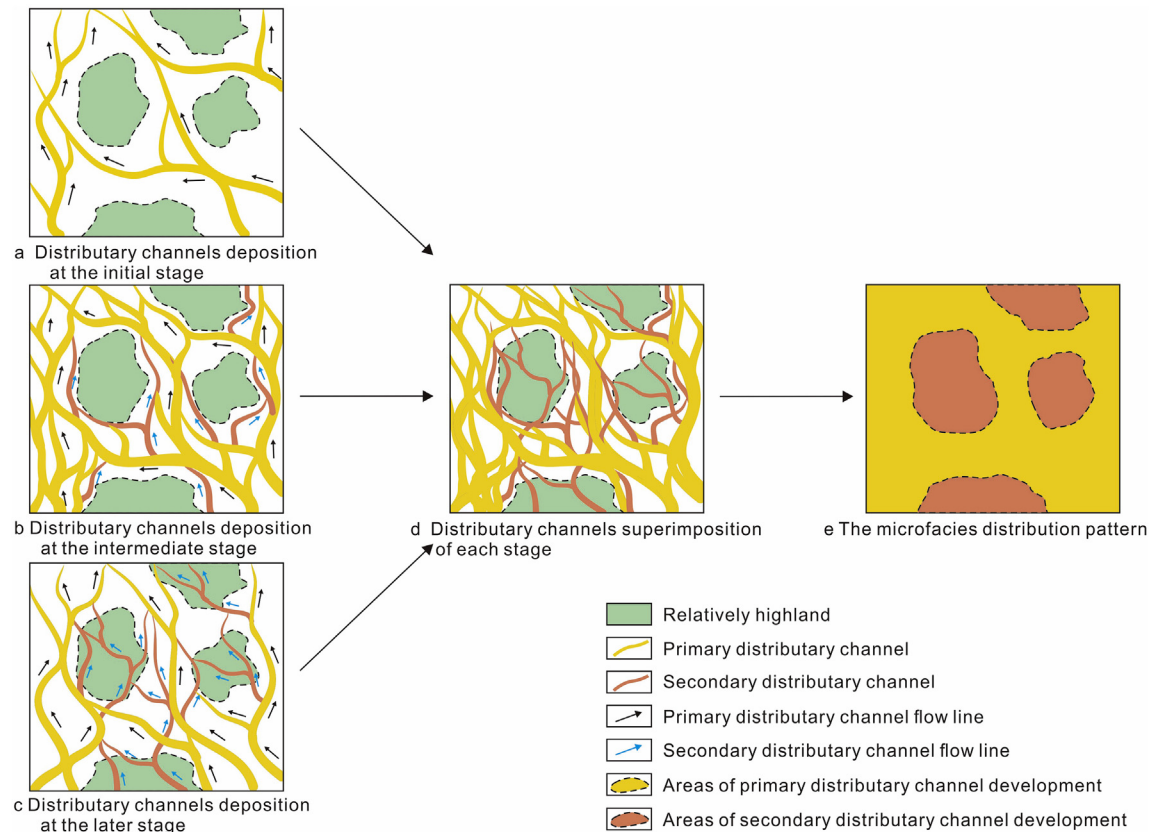 a Distributary channels deposition
at the initial stage
b Distributary channels deposition
at the intermediate stage
c Distributary channels deposition
at the later stage
d Distributary channels superimposition
of each stage
e The microfacies distribution pattern
Relatively highland
Primary distributary channel
Secondary distributary channel
Primary distributary channel flow line
Secondary distributary channel flow line
Areas of primary distributary channel development
Areas of secondary distributary channel development